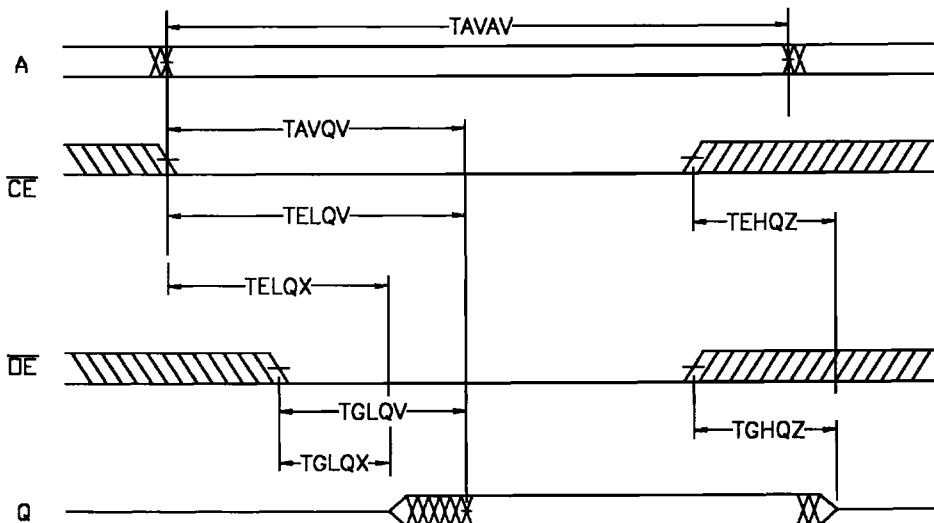 TAVAV
A
TAVQV
CE
TELQV
TEHQZ
TELQX
OE
TGLQV
TGHQZ
TGLQX
Q